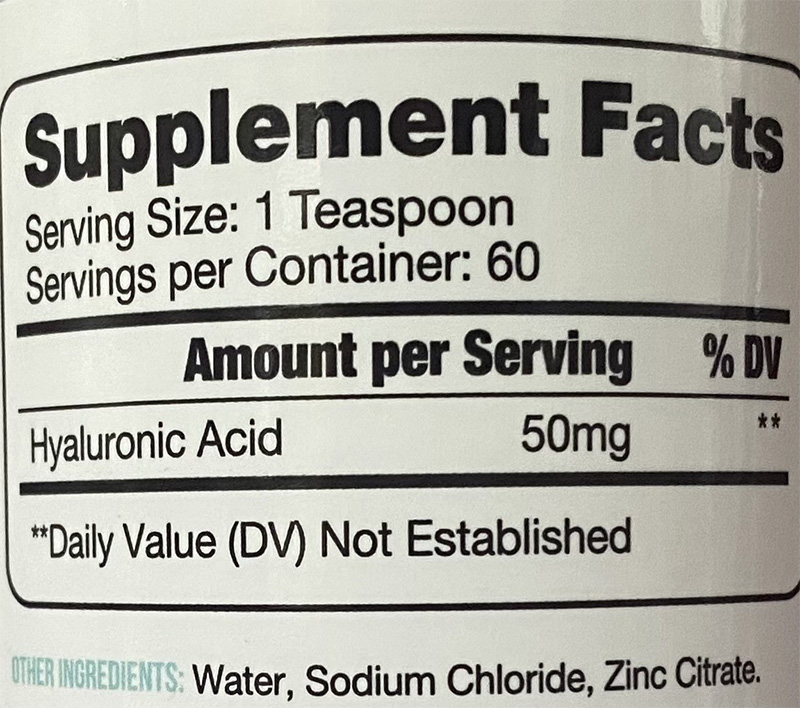 Supplement Facts
Serving Size: 1 Teaspoon
Servings per Container: 60
Amount per Serving % DV
Hyaluronic Acid 50mg **
**Daily Value (DV) Not Established
OTHER INGREDIENTS: Water, Sodium Chloride, Zinc Citrate.